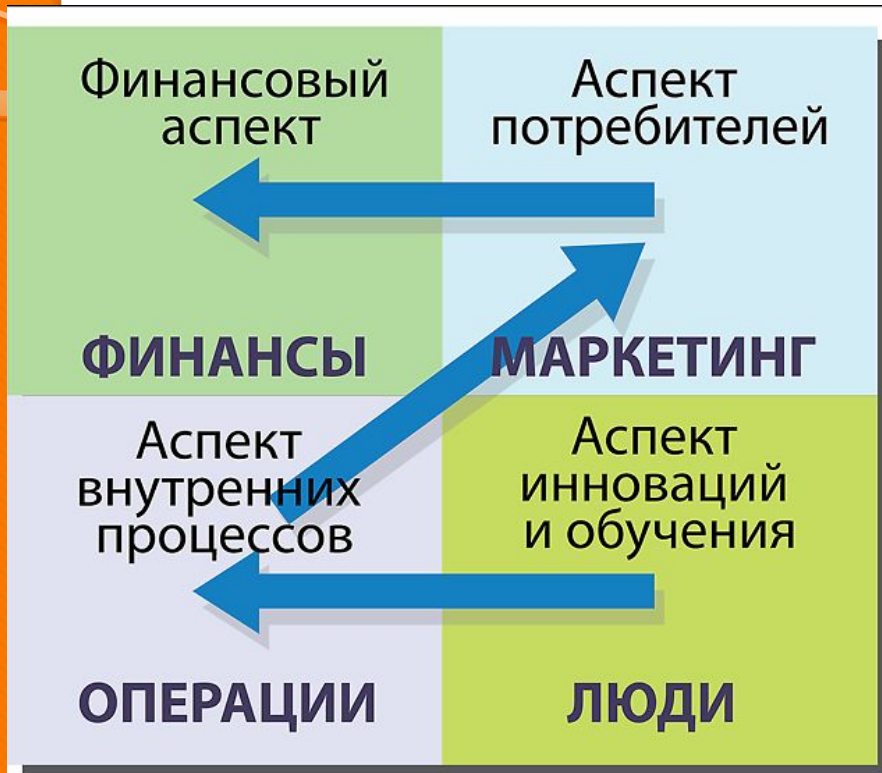 Финансовый
аспект
ФИНАНСЫ
Аспект
потребителей
МАРКЕТИНГ
Аспект
внутренних
процессов
ОПЕРАЦИИ
Аспект
инноваций
и обучения
ЛЮДИ